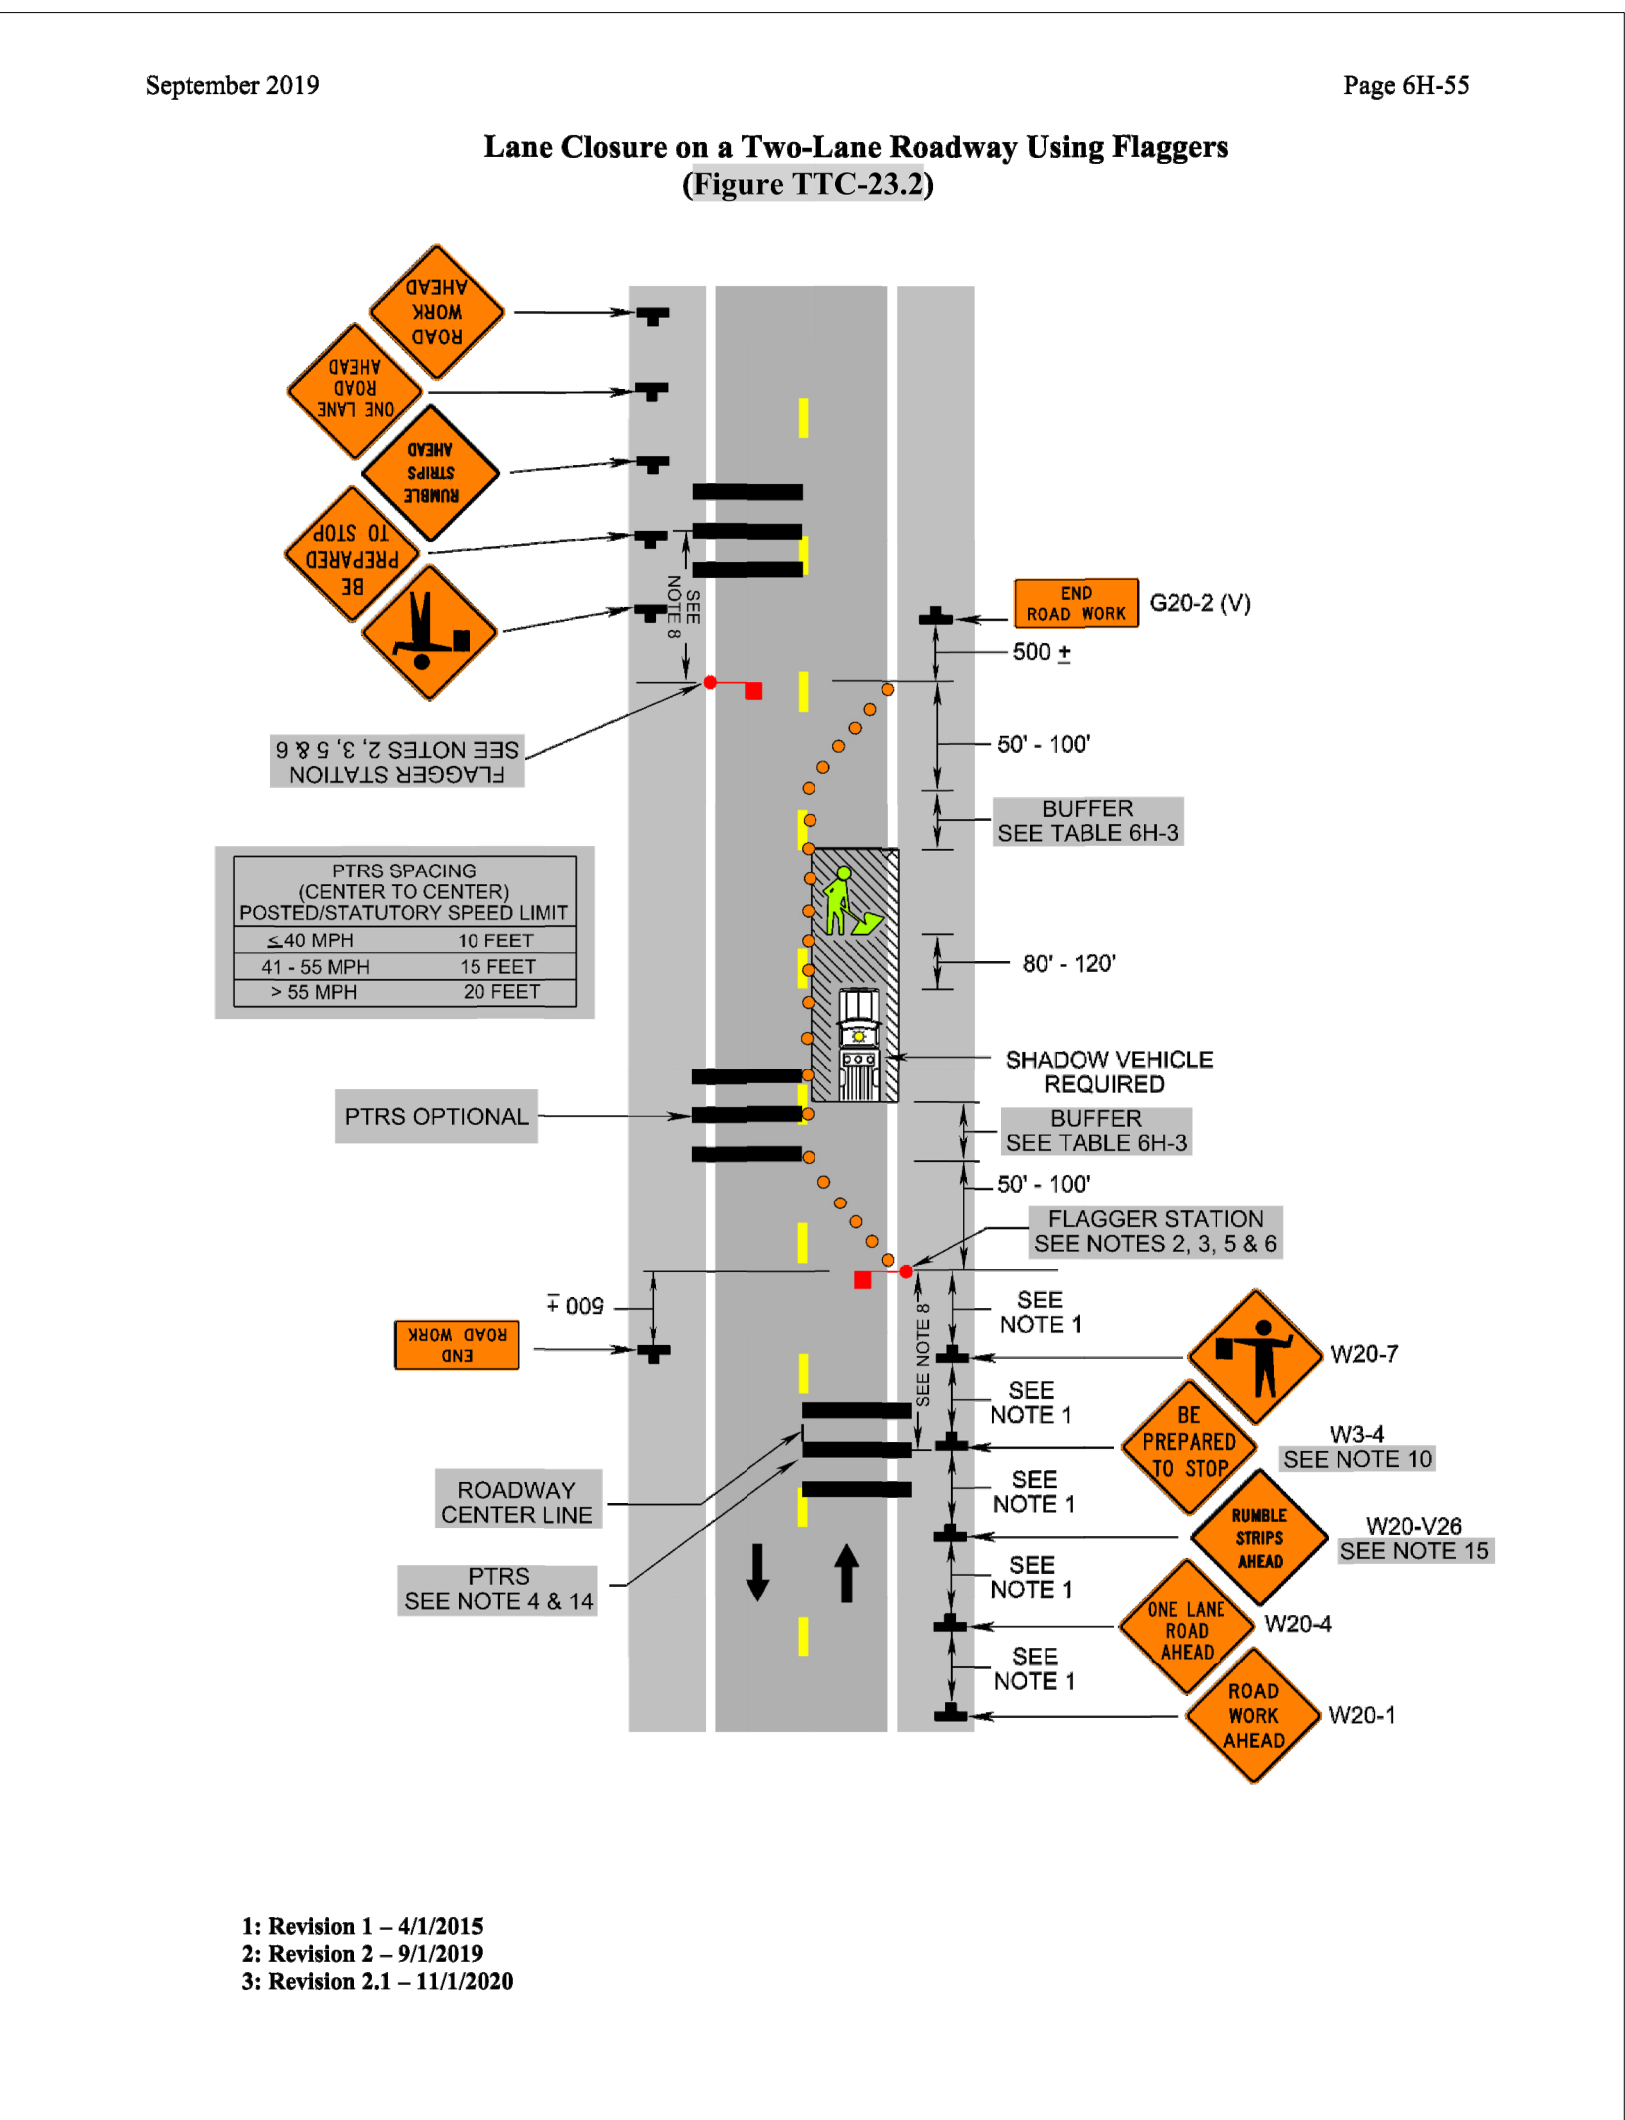 September 2019
Page 6H-55
Lane Closure on a Two-Lane Roadway Using Flaggers
(Figure TTC-23.2)
ROAD
WORK
AHEAD
ONE LANE
ROAD
AHEAD
RUMBLE
STRIPS
AHEAD
BE
PREPARED
TO STOP
SEE
NOTE 8
FLAGGER STATION
SEE NOTES 2, 3, 5 & 6
END
ROAD WORK
G20-2 (V)
500 ±
50' - 100'
BUFFER
SEE TABLE 6H-3
PTRS SPACING
(CENTER TO CENTER)
POSTED/STATUTORY SPEED LIMIT
≤40 MPH 10 FEET
41 - 55 MPH 15 FEET
> 55 MPH 20 FEET
80' - 120'
SHADOW VEHICLE
REQUIRED
PTRS OPTIONAL
BUFFER
SEE TABLE 6H-3
50' - 100'
FLAGGER STATION
SEE NOTES 2, 3, 5 & 6
500 ±
END
ROAD WORK
SEE NOTE 8
SEE
NOTE 1
W20-7
SEE
NOTE 1
BE
PREPARED
TO STOP
W3-4
SEE NOTE 10
ROADWAY
CENTER LINE
SEE
NOTE 1
RUMBLE
STRIPS
AHEAD
W20-V26
SEE NOTE 15
PTRS
SEE NOTE 4 & 14
SEE
NOTE 1
ONE LANE
ROAD
AHEAD
W20-4
SEE
NOTE 1
ROAD
WORK
AHEAD
W20-1
1: Revision 1 – 4/1/2015
2: Revision 2 – 9/1/2019
3: Revision 2.1 – 11/1/2020